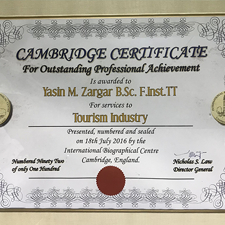 CAMBRIDGE CERTIFICATE
For Outstanding Professional Achievement
Is awarded to
Yasin M. Zargar B.Sc. F.Inst.TT
For services to
Tourism Industry
Presented, numbered and sealed
on 18th July 2016 by the
International Biographical Centre
Cambridge, England.
Numbered Ninety Two
of only One Hundred
Nicholas S. Law
Director General